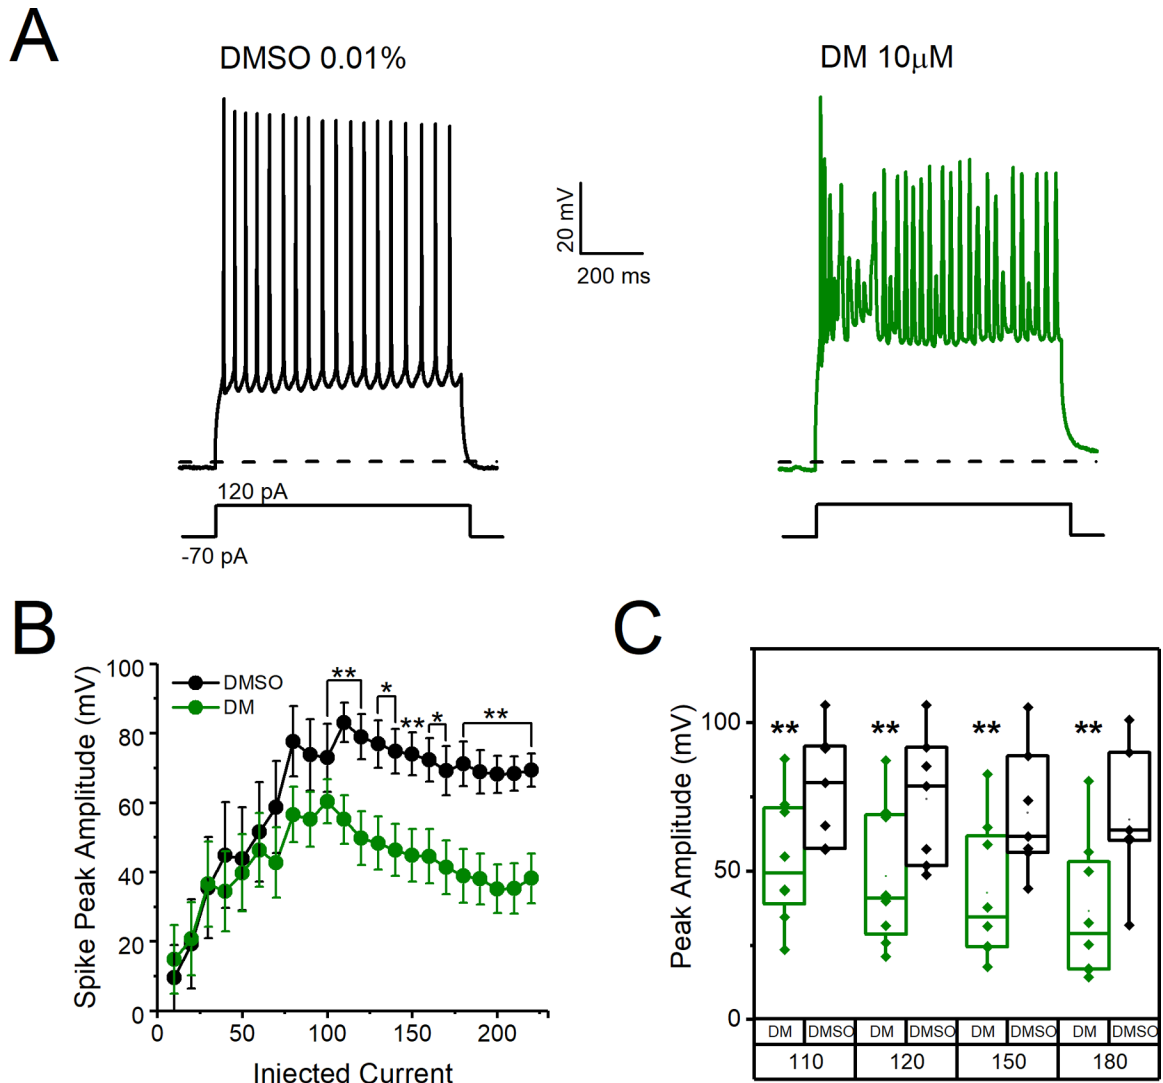 A
DMSO 0.01%
DM 10µM
20 mV
200 ms
120 pA
-70 pA
B
C
Spike Peak Amplitude (mV)
100
80
60
40
20
0
DMSO
DM
**
*
**
*
**
0
50
100
150
200
Injected Current
Peak Amplitude (mV)
100
50
0
**
**
**
**
DM
DMSO
DM
DMSO
DM
DMSO
DM
DMSO
110
120
150
180